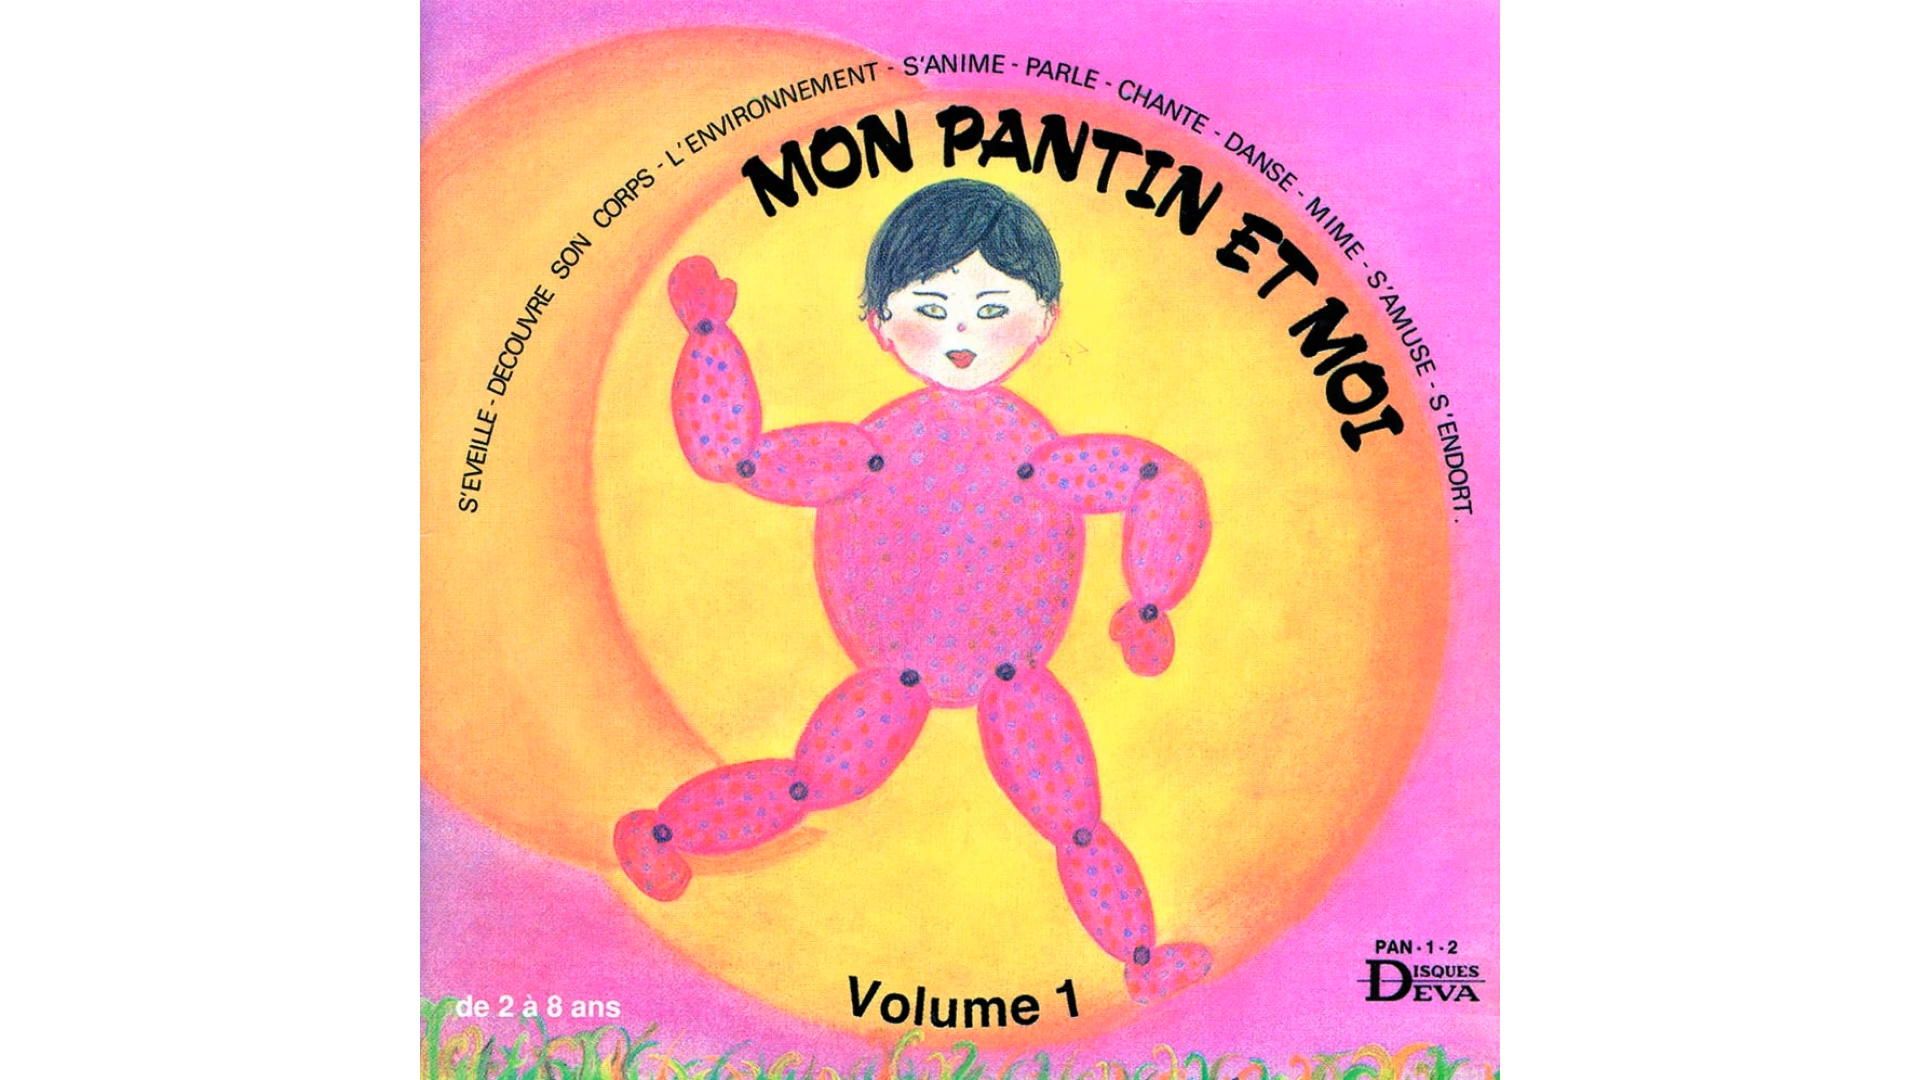 S'EVEILLE - DECOUVRE SON CORPS - L'ENVIRONNEMENT - S'ANIME - PARLE - CHANTE - DANSE - MIME - S'AMUSE - S'ENDORT.
MON PANTIN ET MOI
PAN · 1 - 2
DISQUES
DEVA
Volume 1
de 2 à 8 ans